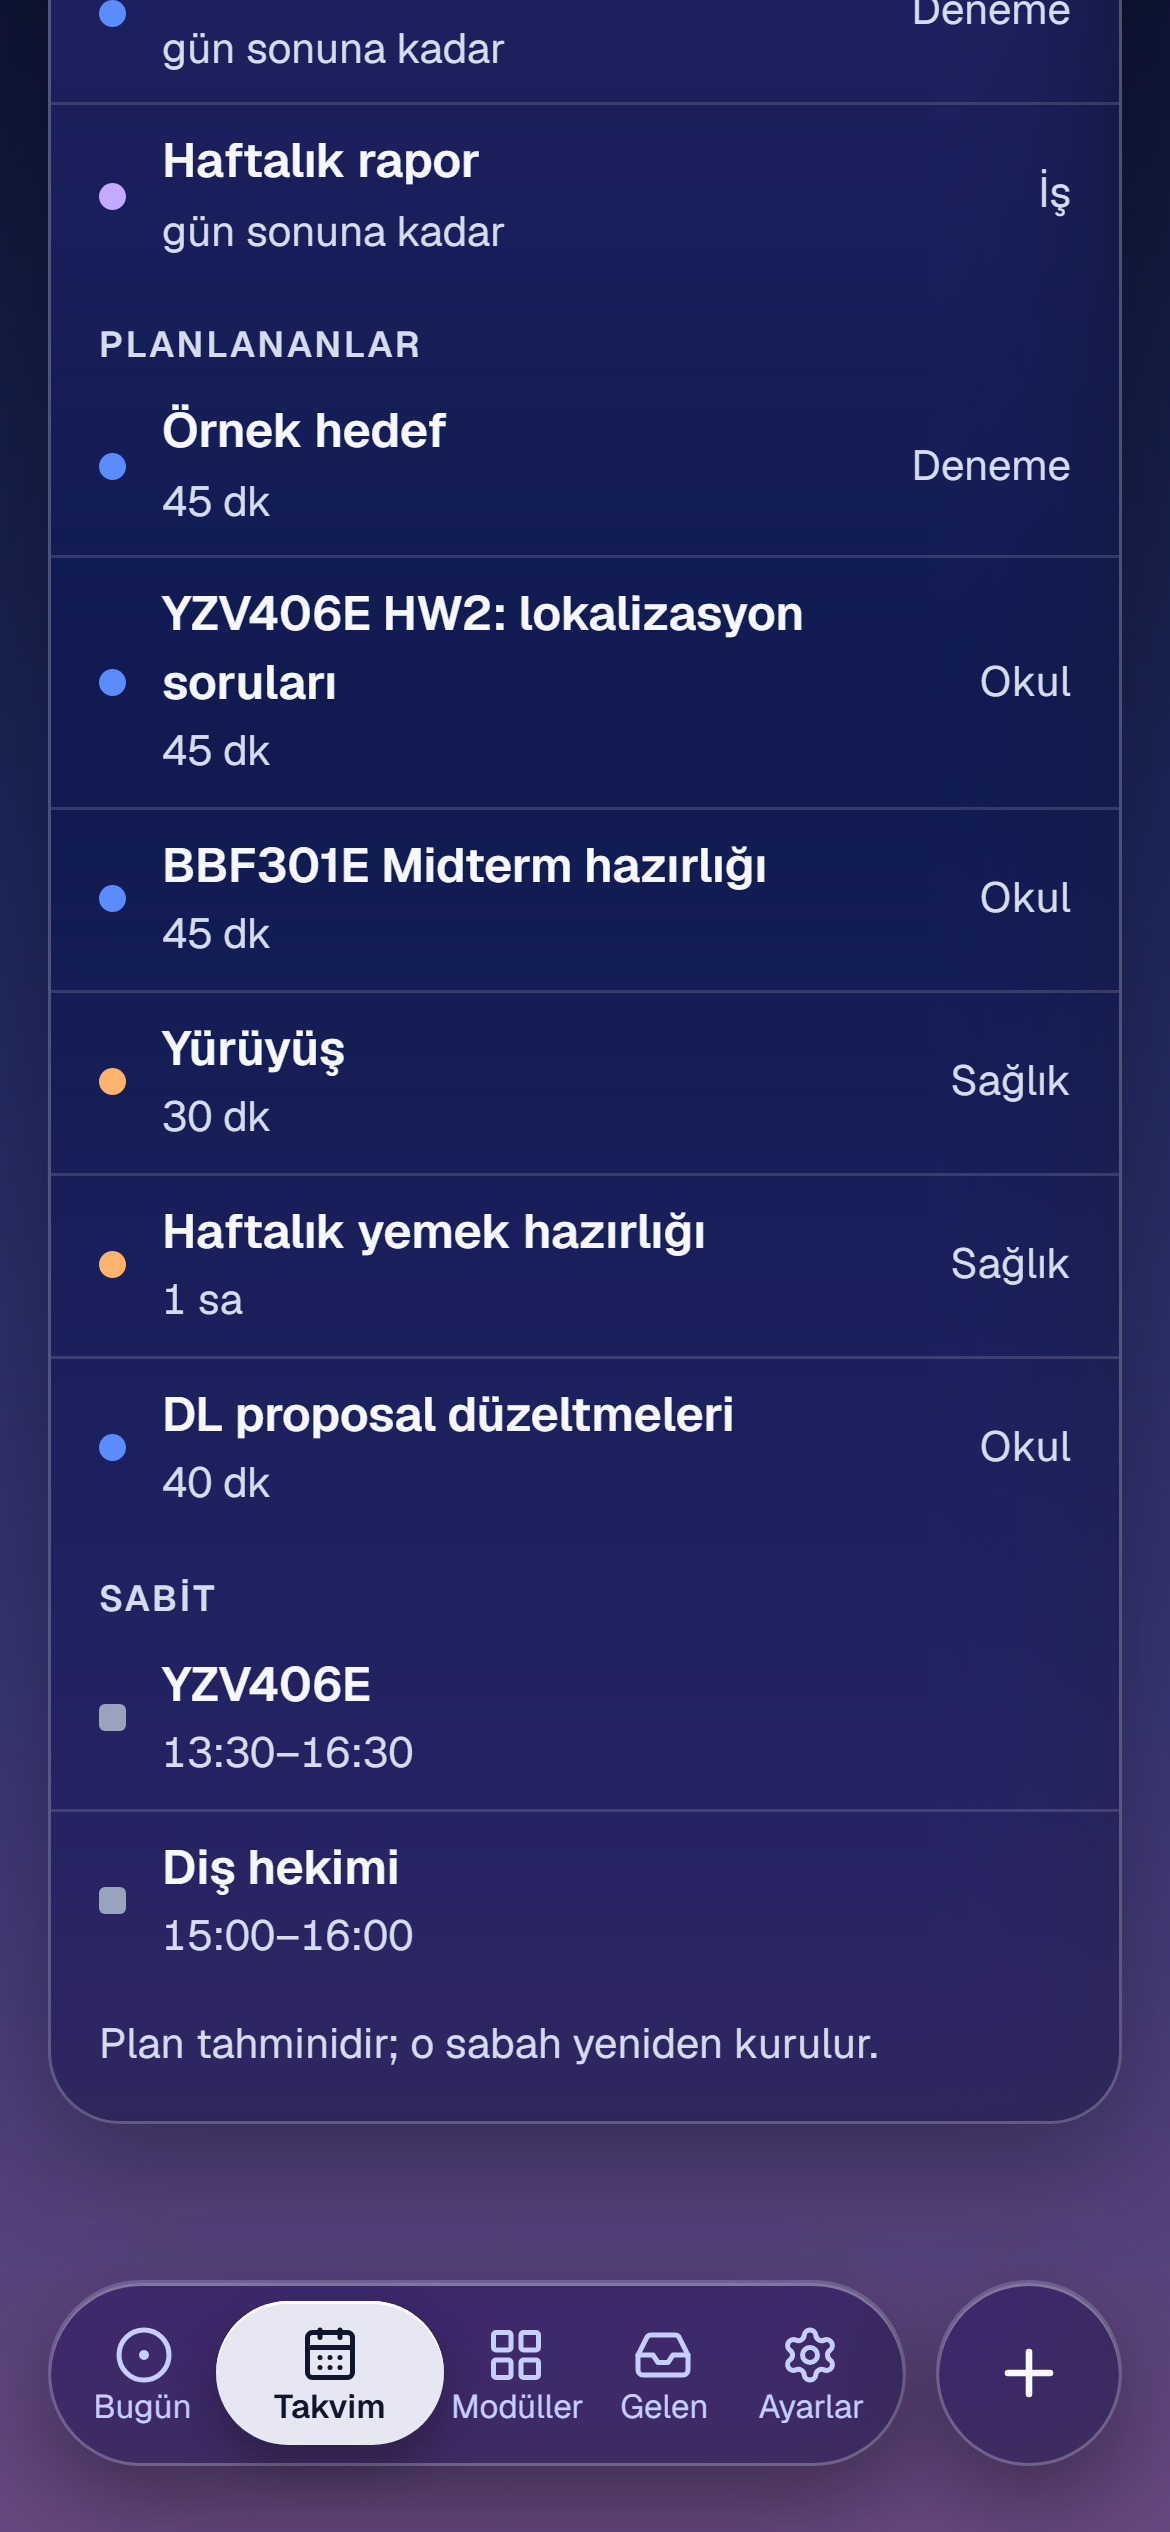 Deneme
gün sonuna kadar
Haftalık rapor
İş
gün sonuna kadar
PLANLANANLAR
Örnek hedef
Deneme
45 dk
YZV406E HW2: lokalizasyon
soruları
Okul
45 dk
BBF301E Midterm hazırlığı
Okul
45 dk
Yürüyüş
Sağlık
30 dk
Haftalık yemek hazırlığı
Sağlık
1 sa
DL proposal düzeltmeleri
Okul
40 dk
SABİT
YZV406E
13:30–16:30
Diş hekimi
15:00–16:00
Plan tahminidir; o sabah yeniden kurulur.
Bugün
Takvim
Modüller
Gelen
Ayarlar